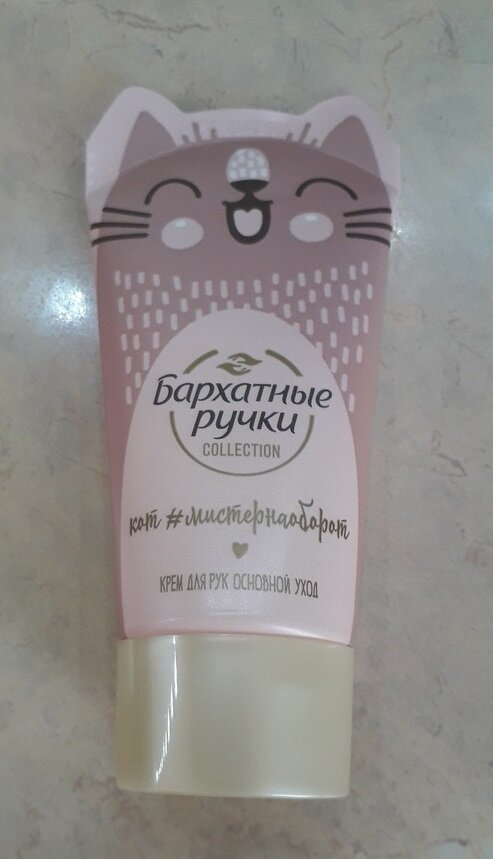 Бархатные
ручки
COLLECTION
кот #мистернаоборот
КРЕМ ДЛЯ РУК ОСНОВНОЙ УХОД